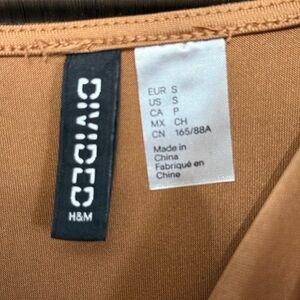 DIVIDED
H&M
EUR S
US S
CA P
MX CH
CN 165/88A
Made in
China
Fabriqué en
Chine